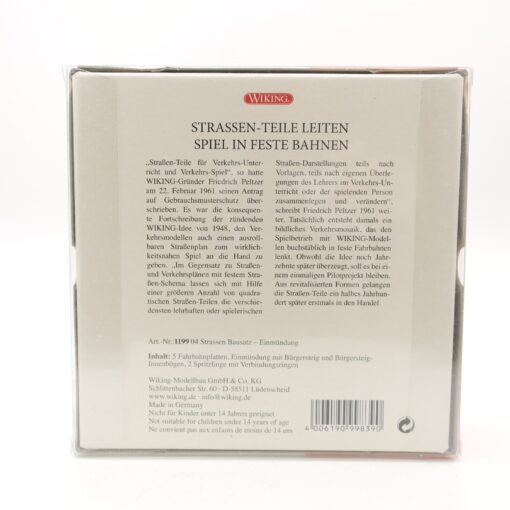 WIKING
STRASSEN-TEILE LEITEN
SPIEL IN FESTE BAHNEN
„Straßen-Teile für Verkehrs-Unter-
richt und Verkehrs-Spiel", so hatte
WIKING-Gründer Friedrich Peltzer
am 22. Februar 1961 seinen Antrag
auf Gebrauchsmusterschutz über-
schrieben. Es war die konsequen-
te Fortschreibung der zündenden
WIKING-Idee von 1948, den Ver-
kehrsmodellen auch einen ausroll-
baren Straßenplan zum wirklich-
keitsnahen Spiel an die Hand zu
geben. „Im Gegensatz zu Straßen-
und Verkehrsplänen mit festem Stra-
ßen-Schema lassen sich mit Hilfe
einer größeren Anzahl von quadra-
tischen Straßen-Teilen die verschie-
densten lehrhaften oder spielerischen
Straßen-Darstellungen teils nach
Vorlagen, teils nach eigenen Überle-
gungen des Lehrers im Verkehrs-Un-
terricht oder der spielenden Person
zusammenlegen und verändern",
schreibt Friedrich Peltzer 1961 wei-
ter. Tatsächlich entsteht damals ein
bildliches Verkehrsmosaik, das den
Spielbetrieb mit WIKING-Model-
len buchstäblich in feste Fahrbahnen
lenkt. Obwohl die Idee noch Jahr-
zehnte später überzeugt, soll es bei er
einem einmaligen Pilotprojekt bleiben.
Aus revitalisierten Formen gelangen
die Straßen-Teile ein halbes Jahrhun-
dert später erstmals in den Handel.
Art.-Nr.: 1199 04 Strassen Bausatz – Einmündung
Inhalt: 5 Fahrbahnplatten, Einmündung mit Bürgersteig und Bürgersteig-
Innenbögen, 2 Spritzlinge mit Verbindungszingen
Wiking-Modellbau GmbH & Co. KG
Schlittenbacher Str. 60 · D-58511 Lüdenscheid
www.wiking.de · info@wiking.de
Made in Germany
Nicht für Kinder unter 14 Jahren geeignet
Not suitable for children under 14 years of age
Ne convient pas aux enfants de moins de 14 ans
4 006190 998390